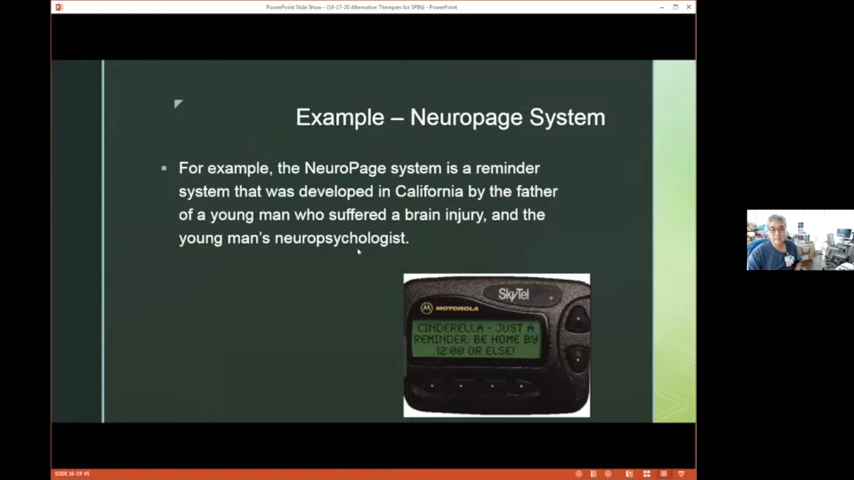 PowerPoint Slide Show - [10-17-20 Alternative Therapies for SPIN] - PowerPoint
Example – Neuropage System
For example, the NeuroPage system is a reminder
system that was developed in California by the father
of a young man who suffered a brain injury, and the
young man's neuropsychologist.
SkyTel
MOTOROLA
CINDERELLA - JUST A
REMINDER: BE HOME BY
12:00 OR ELSE!
SLIDE 16 OF 45